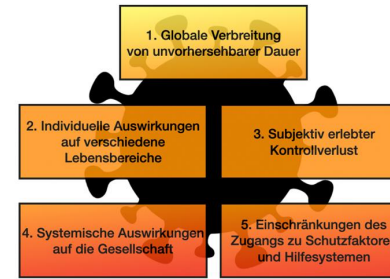 1. Globale Verbreitung
von unvorhersehbarer Dauer
2. Individuelle Auswirkungen
auf verschiedene
Lebensbereiche
3. Subjektiv erlebter
Kontrollverlust
4. Systemische Auswirkungen
auf die Gesellschaft
5. Einschränkungen des
Zugangs zu Schutzfaktore
und Hilfesystemen